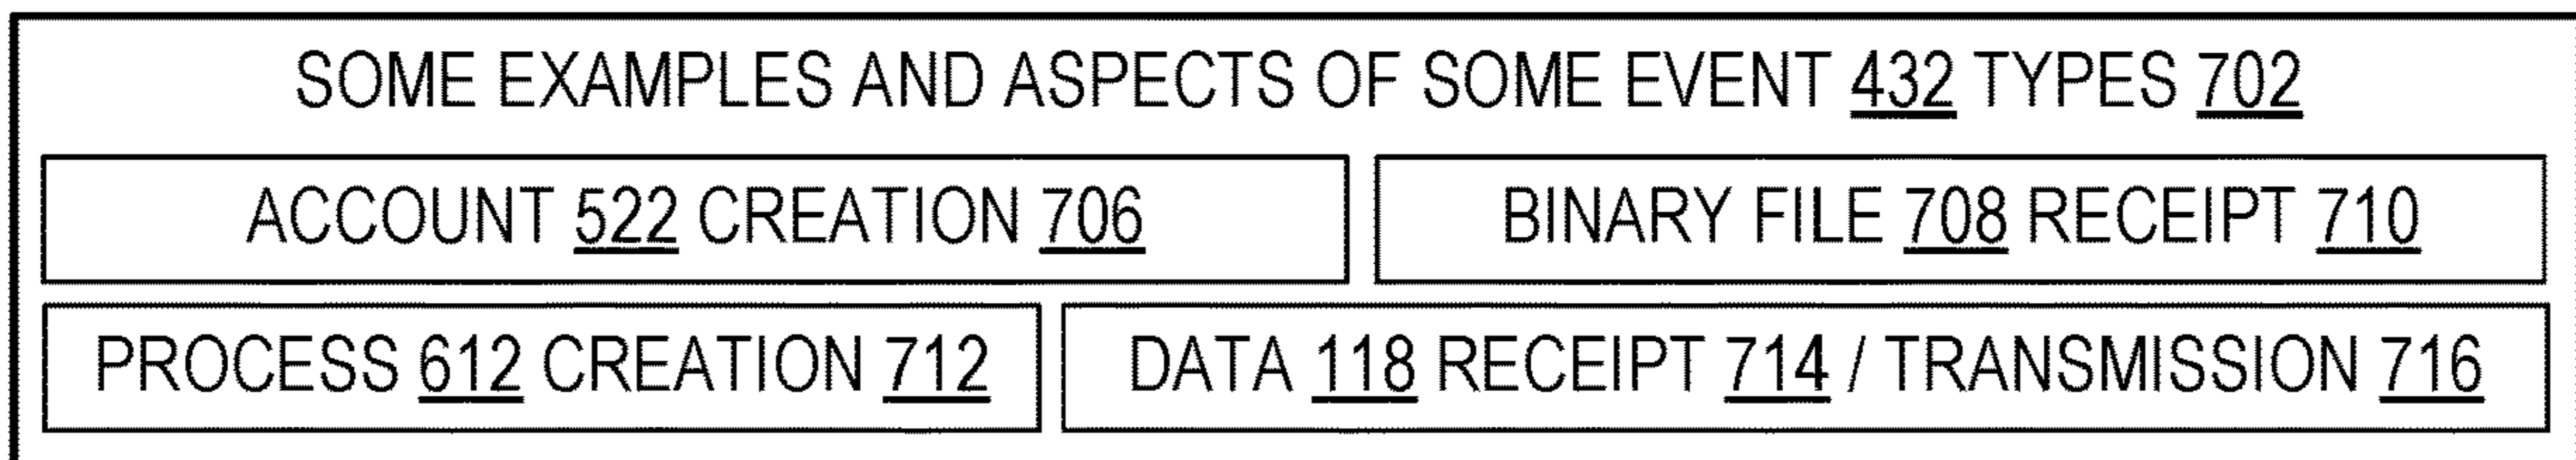 SOME EXAMPLES AND ASPECTS OF SOME EVENT 432 TYPES 702
ACCOUNT 522 CREATION 706
BINARY FILE 708 RECEIPT 710
PROCESS 612 CREATION 712
DATA 118 RECEIPT 714 / TRANSMISSION 716